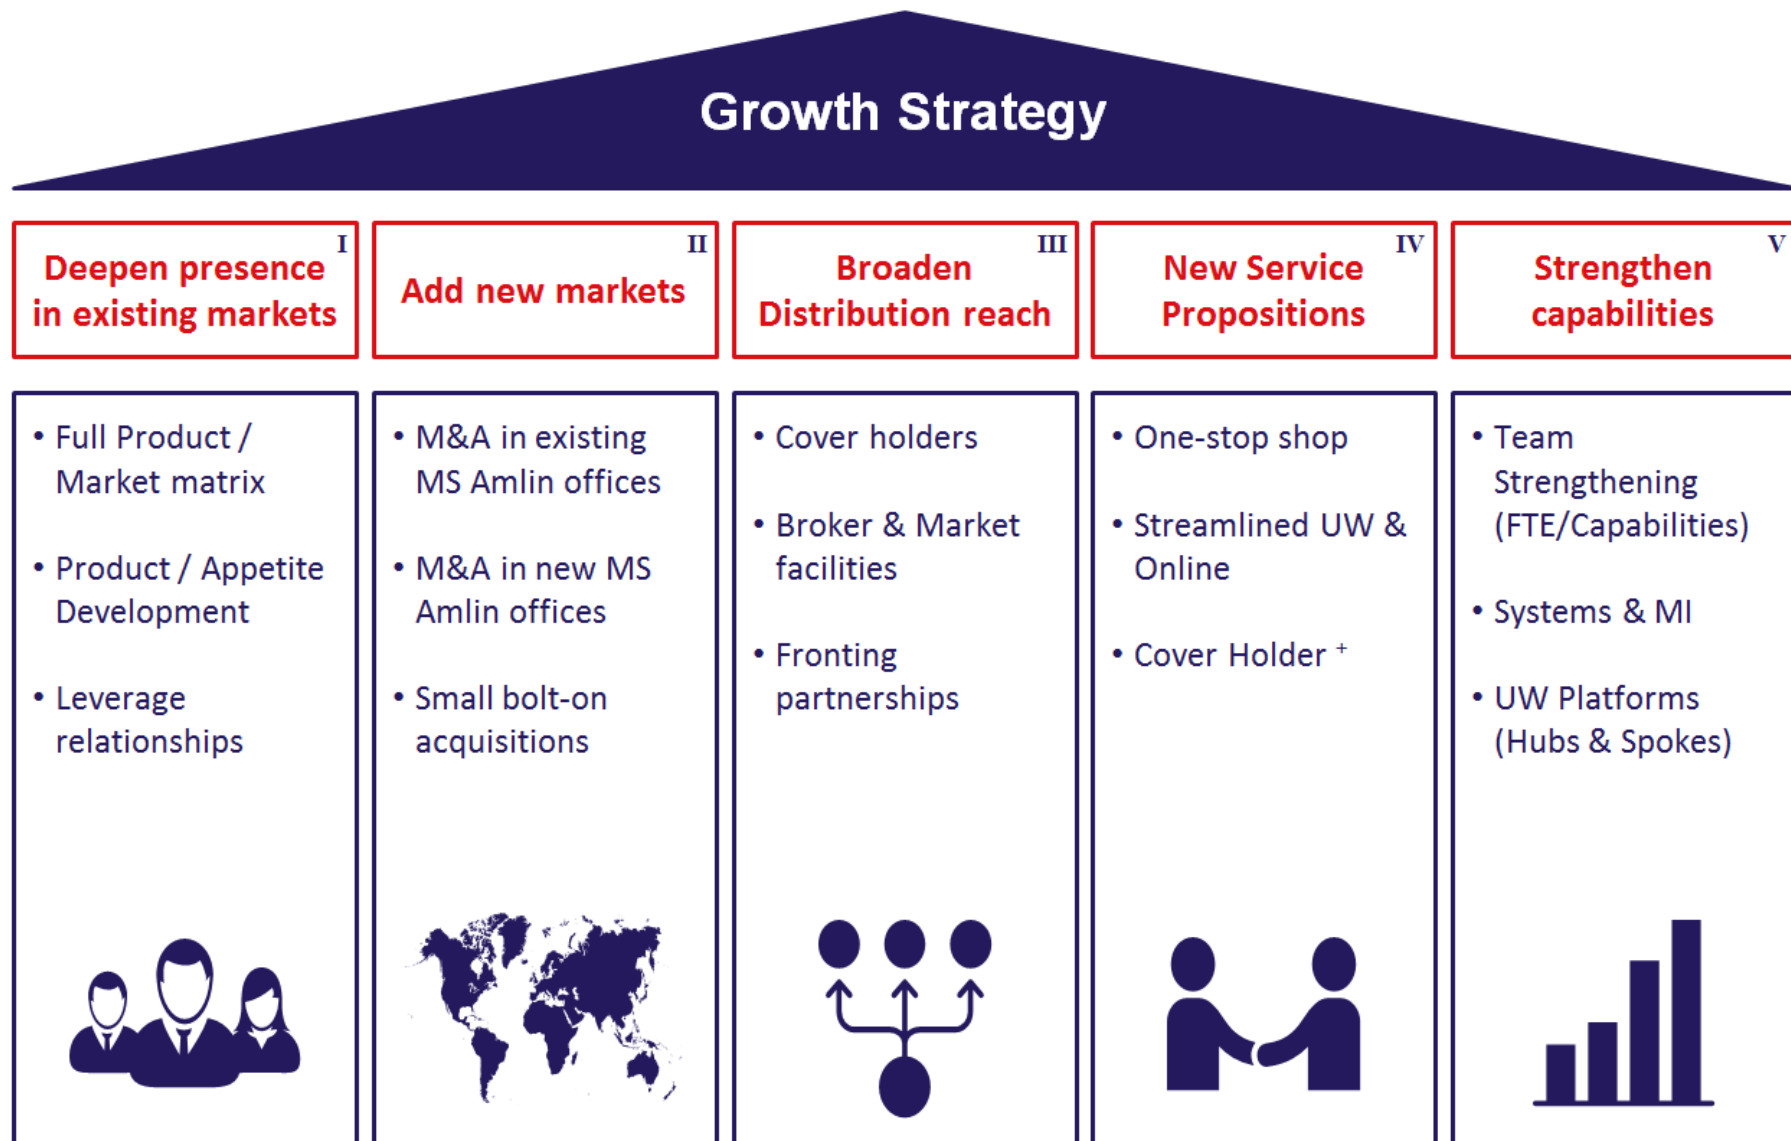 Growth Strategy
I
Deepen presence
in existing markets
II
Add new markets
III
Broaden
Distribution reach
IV
New Service
Propositions
V
Strengthen
capabilities
• Full Product /
Market matrix
• Product / Appetite
Development
• Leverage
relationships
• M&A in existing
MS Amlin offices
• M&A in new MS
Amlin offices
• Small bolt-on
acquisitions
• Cover holders
• Broker & Market
facilities
• Fronting
partnerships
• One-stop shop
• Streamlined UW &
Online
• Cover Holder +
• Team
Strengthening
(FTE/Capabilities)
• Systems & MI
• UW Platforms
(Hubs & Spokes)